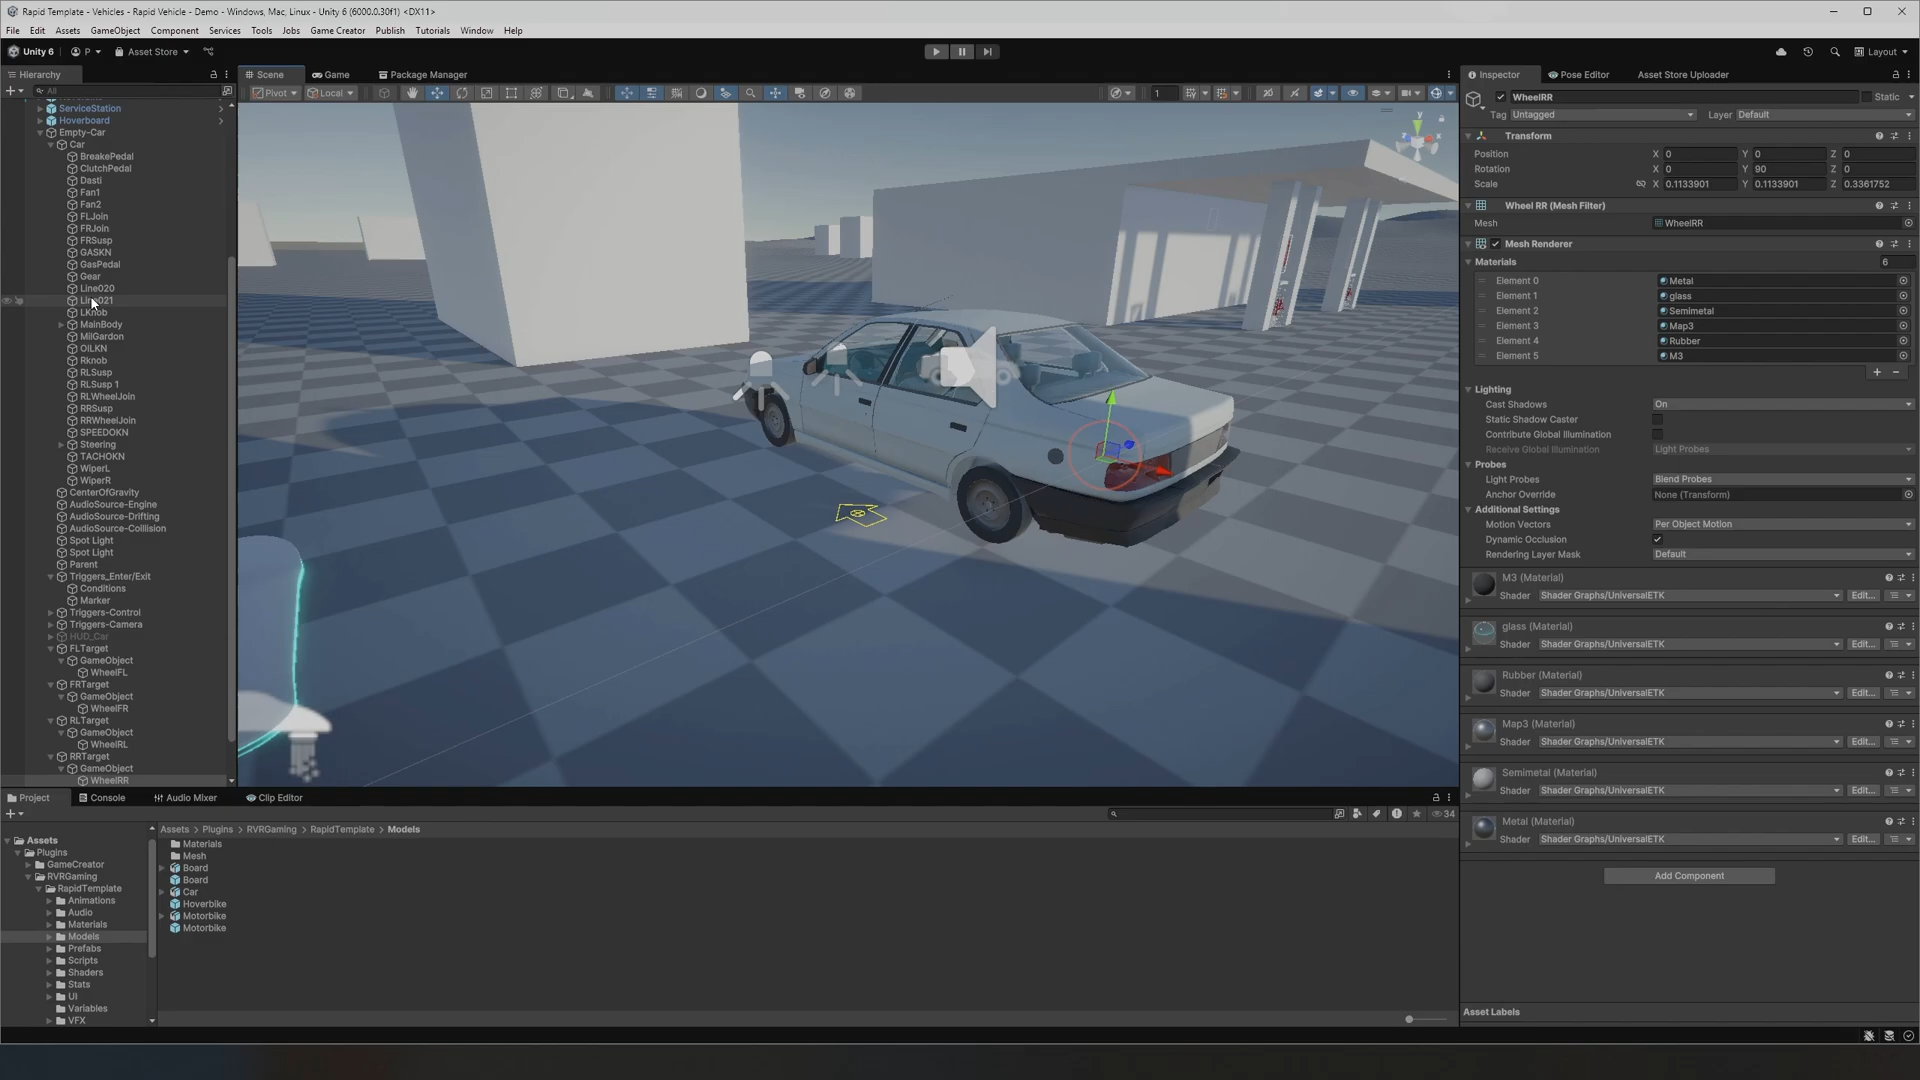 Rapid Template - Vehicles - Rapid Vehicle - Demo - Windows, Mac, Linux - Unity 6 (6000.0.30f1) <DX11>
File Edit Assets GameObject Component Services Tools Jobs Game Creator Publish Tutorials Window Help
Unity 6 P Asset Store Layout
Hierarchy
All
ServiceStation
Hoverboard
Empty-Car
Car
BreakePedal
ClutchPedal
Dasti
Fan1
Fan2
FLJoin
FRJoin
FRSusp
GASKN
GasPedal
Gear
Line020
Line021
LKnob
MainBody
MilGardon
OILKN
Rknob
RLSusp
RLSusp 1
RLWheelJoin
RRSusp
RRWheelJoin
SPEEDOKN
Steering
TACHOKN
WiperL
WiperR
CenterOfGravity
AudioSource-Engine
AudioSource-Drifting
AudioSource-Collision
Spot Light
Spot Light
Parent
Triggers_Enter/Exit
Conditions
Marker
Triggers-Control
Triggers-Camera
HUD_Car
FLTarget
GameObject
WheelFL
FRTarget
GameObject
WheelFR
RLTarget
GameObject
WheelRL
RRTarget
GameObject
WheelRR
Scene Game Package Manager
Pivot Local 1
y
Inspector Pose Editor Asset Store Uploader
WheelRR Static
Tag Untagged Layer Default
Transform
Position X 0 Y 0 Z 0
Rotation X 0 Y 90 Z 0
Scale X 0.1133901 Y 0.1133901 Z 0.3361752
Wheel RR (Mesh Filter)
Mesh WheelRR
Mesh Renderer
Materials 6
Element 0 Metal
Element 1 glass
Element 2 Semimetal
Element 3 Map3
Element 4 Rubber
Element 5 M3
Lighting
Cast Shadows On
Static Shadow Caster
Contribute Global Illumination
Receive Global Illumination Light Probes
Probes
Light Probes Blend Probes
Anchor Override None (Transform)
Additional Settings
Motion Vectors Per Object Motion
Dynamic Occlusion
Rendering Layer Mask Default
M3 (Material)
Shader Shader Graphs/UniversalETK Edit...
glass (Material)
Shader Shader Graphs/UniversalETK Edit...
Rubber (Material)
Shader Shader Graphs/UniversalETK Edit...
Map3 (Material)
Shader Shader Graphs/UniversalETK Edit...
Semimetal (Material)
Shader Shader Graphs/UniversalETK Edit...
Metal (Material)
Shader Shader Graphs/UniversalETK Edit...
Add Component
Asset Labels
Project Console Audio Mixer Clip Editor
34
Assets
Plugins
GameCreator
RVRGaming
RapidTemplate
Animations
Audio
Materials
Models
Prefabs
Scripts
Shaders
Stats
UI
Variables
VFX
Assets > Plugins > RVRGaming > RapidTemplate > Models
Materials
Mesh
Board
Board
Car
Hoverbike
Motorbike
Motorbike